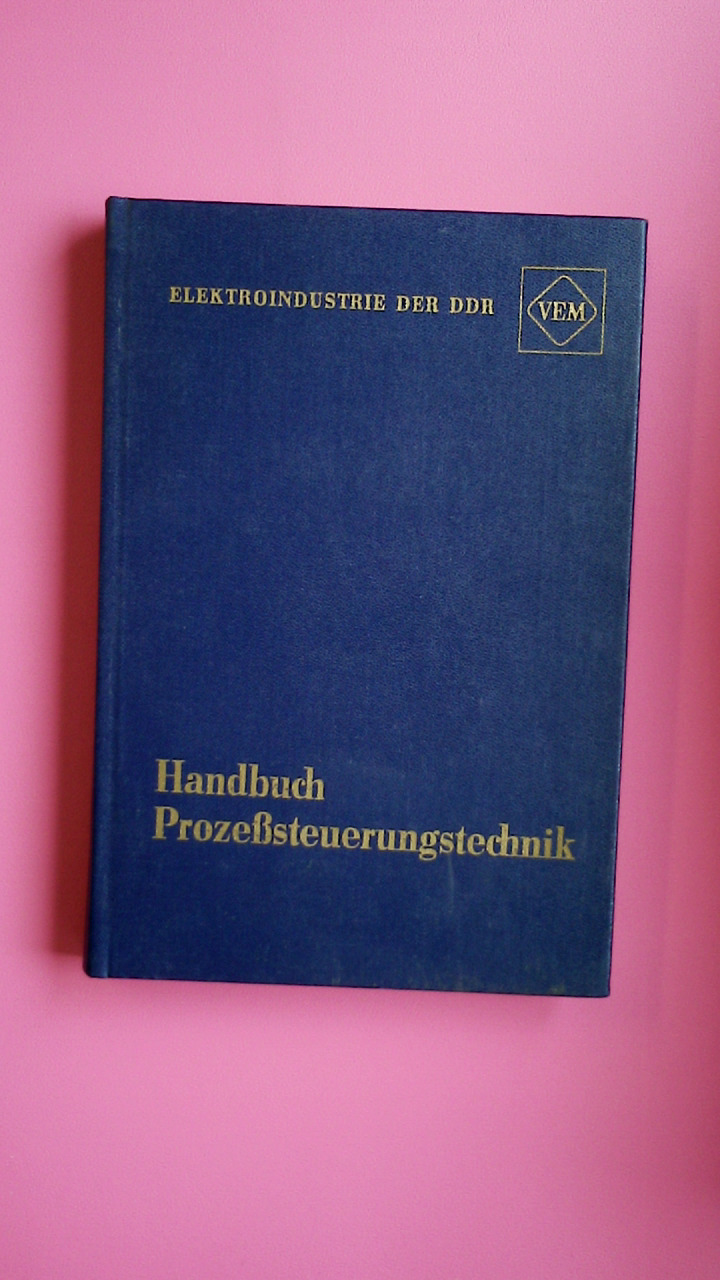 ELEKTROINDUSTRIE DER DDR
VEM
Handbuch
Prozeßsteuerungstechnik